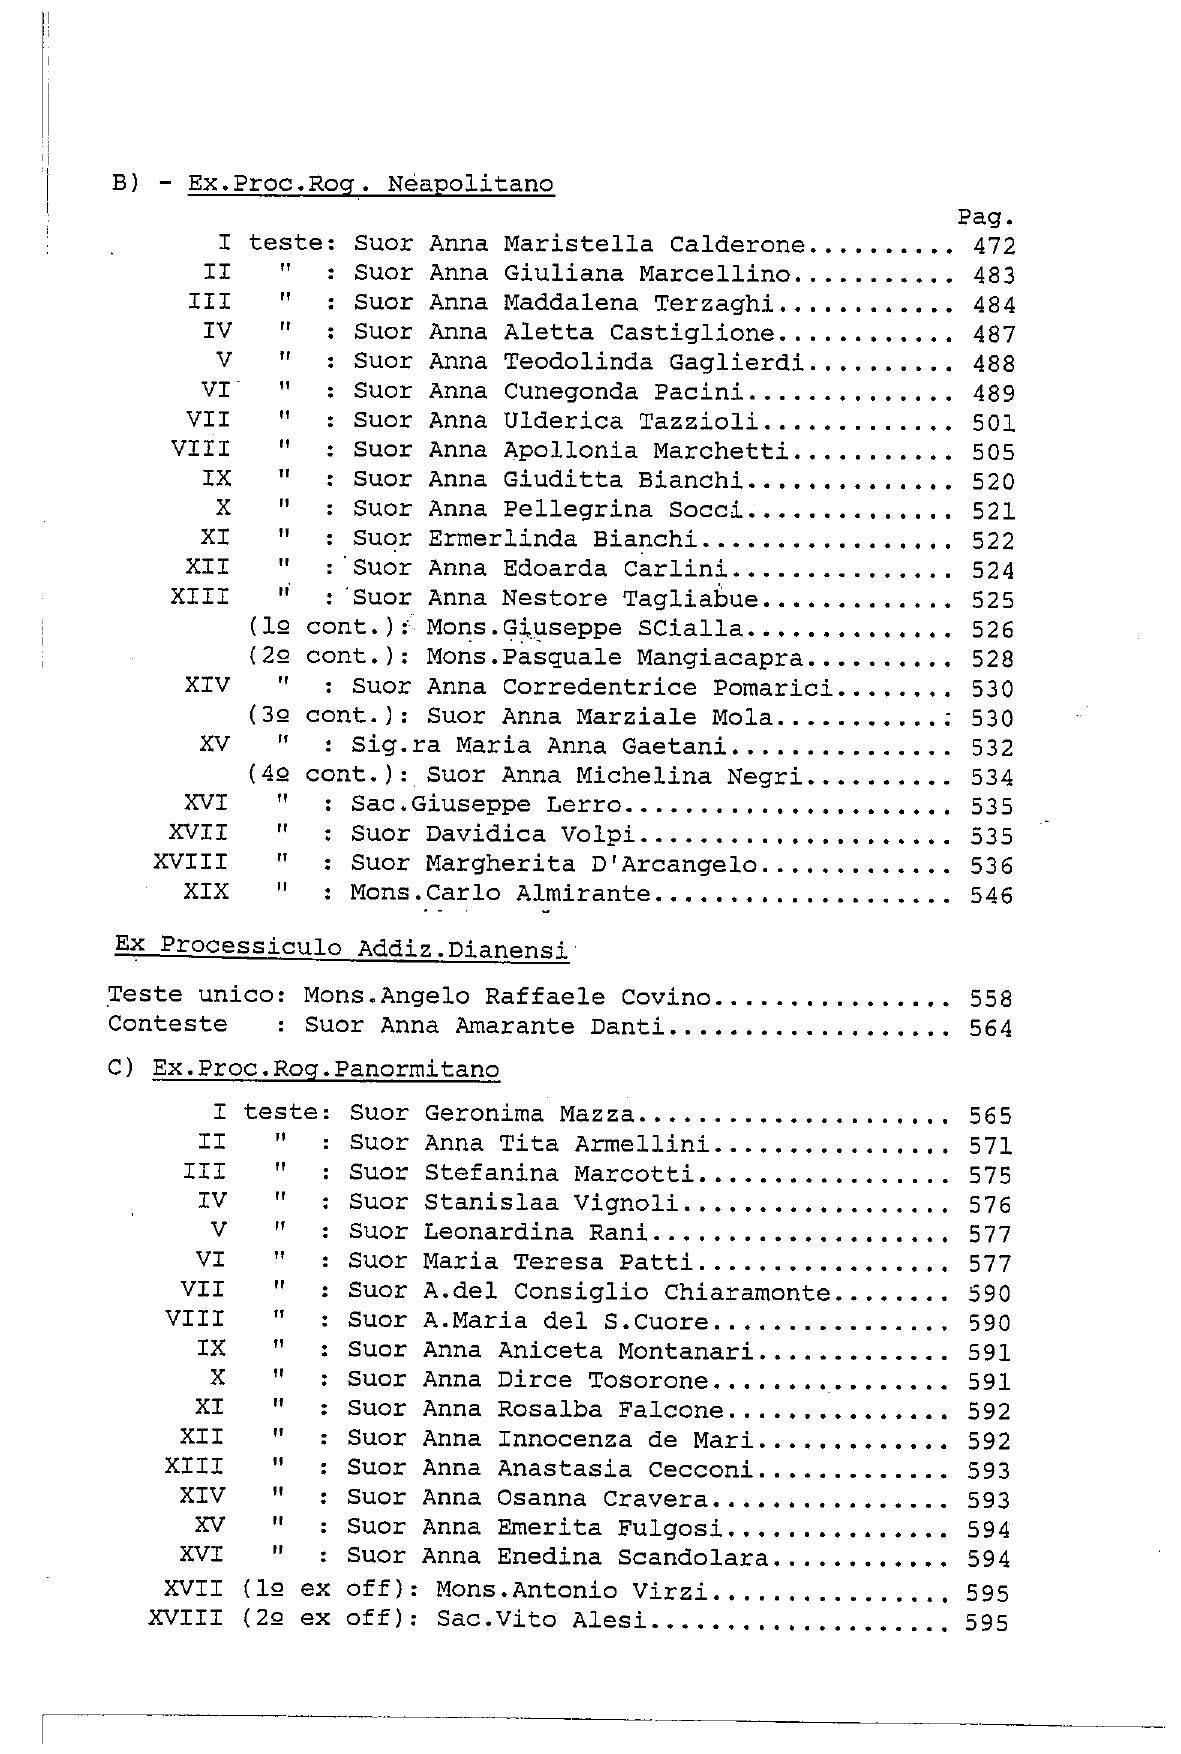 B) - Ex.Proc.Rog. Neapolitano
Pag.
I teste: Suor Anna Maristella Calderone.......... 472
II " : Suor Anna Giuliana Marcellino........... 483
III " : Suor Anna Maddalena Terzaghi............ 484
IV " : Suor Anna Aletta Castiglione............ 487
V " : Suor Anna Teodolinda Gaglierdi.......... 488
VI " : Suor Anna Cunegonda Pacini.............. 489
VII " : Suor Anna Ulderica Tazzioli............. 501
VIII " : Suor Anna Apollonia Marchetti........... 505
IX " : Suor Anna Giuditta Bianchi.............. 520
X " : Suor Anna Pellegrina Socci.............. 521
XI " : Suor Ermerlinda Bianchi................. 522
XII " : Suor Anna Edoarda Carlini............... 524
XIII " : Suor Anna Nestore Tagliabue............. 525
(1º cont.): Mons.Giuseppe SCialla.............. 526
(2º cont.): Mons.Pasquale Mangiacapra.......... 528
XIV " : Suor Anna Corredentrice Pomarici........ 530
(3º cont.): Suor Anna Marziale Mola............ 530
XV " : Sig.ra Maria Anna Gaetani............... 532
(4º cont.): Suor Anna Michelina Negri.......... 534
XVI " : Sac.Giuseppe Lerro...................... 535
XVII " : Suor Davidica Volpi..................... 535
XVIII " : Suor Margherita D'Arcangelo............. 536
XIX " : Mons.Carlo Almirante.................... 546
Ex Processiculo Addiz.Dianensi
Teste unico: Mons.Angelo Raffaele Covino................ 558
Conteste : Suor Anna Amarante Danti................... 564
C) Ex.Proc.Rog.Panormitano
I teste: Suor Geronima Mazza..................... 565
II " : Suor Anna Tita Armellini................ 571
III " : Suor Stefanina Marcotti................. 575
IV " : Suor Stanislaa Vignoli.................. 576
V " : Suor Leonardina Rani.................... 577
VI " : Suor Maria Teresa Patti................. 577
VII " : Suor A.del Consiglio Chiaramonte........ 590
VIII " : Suor A.Maria del S.Cuore................ 590
IX " : Suor Anna Aniceta Montanari............. 591
X " : Suor Anna Dirce Tosorone................ 591
XI " : Suor Anna Rosalba Falcone............... 592
XII " : Suor Anna Innocenza de Mari............. 592
XIII " : Suor Anna Anastasia Cecconi............. 593
XIV " : Suor Anna Osanna Cravera................ 593
XV " : Suor Anna Emerita Fulgosi............... 594
XVI " : Suor Anna Enedina Scandolara............ 594
XVII (1º ex off): Mons.Antonio Virzi................ 595
XVIII (2º ex off): Sac.Vito Alesi.................... 595